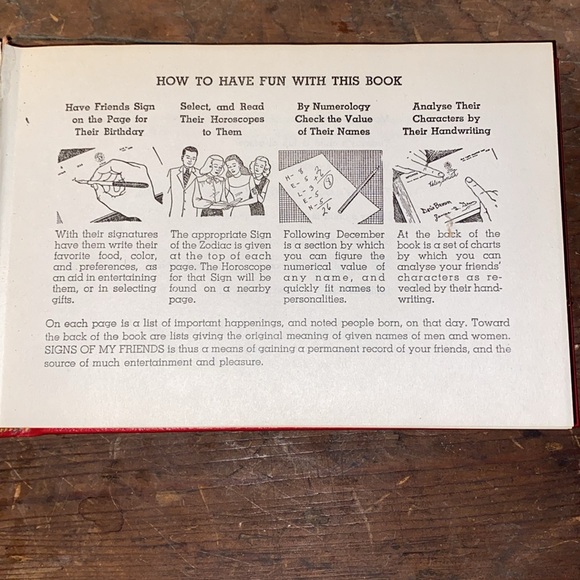 HOW TO HAVE FUN WITH THIS BOOK
Have Friends Sign
on the Page for
Their Birthday
Select, and Read
Their Horoscopes
to Them
By Numerology
Check the Value
of Their Names
Analyse Their
Characters by
Their Handwriting
Doris Brown
With their signatures
have them write their
favorite food, color,
and preferences, as
an aid in entertaining
them, or in selecting
gifts.
The appropriate Sign
of the Zodiac is given
at the top of each
page. The Horoscope
for that Sign will be
found on a nearby
page.
Following December
is a section by which
you can figure the
numerical value of
any name, and
quickly fit names to
personalities.
At the back of the
book is a set of charts
by which you can
analyse your friends'
characters as re-
vealed by their hand-
writing.
On each page is a list of important happenings, and noted people born, on that day. Toward
the back of the book are lists giving the original meaning of given names of men and women.
SIGNS OF MY FRIENDS is thus a means of gaining a permanent record of your friends, and the
source of much entertainment and pleasure.